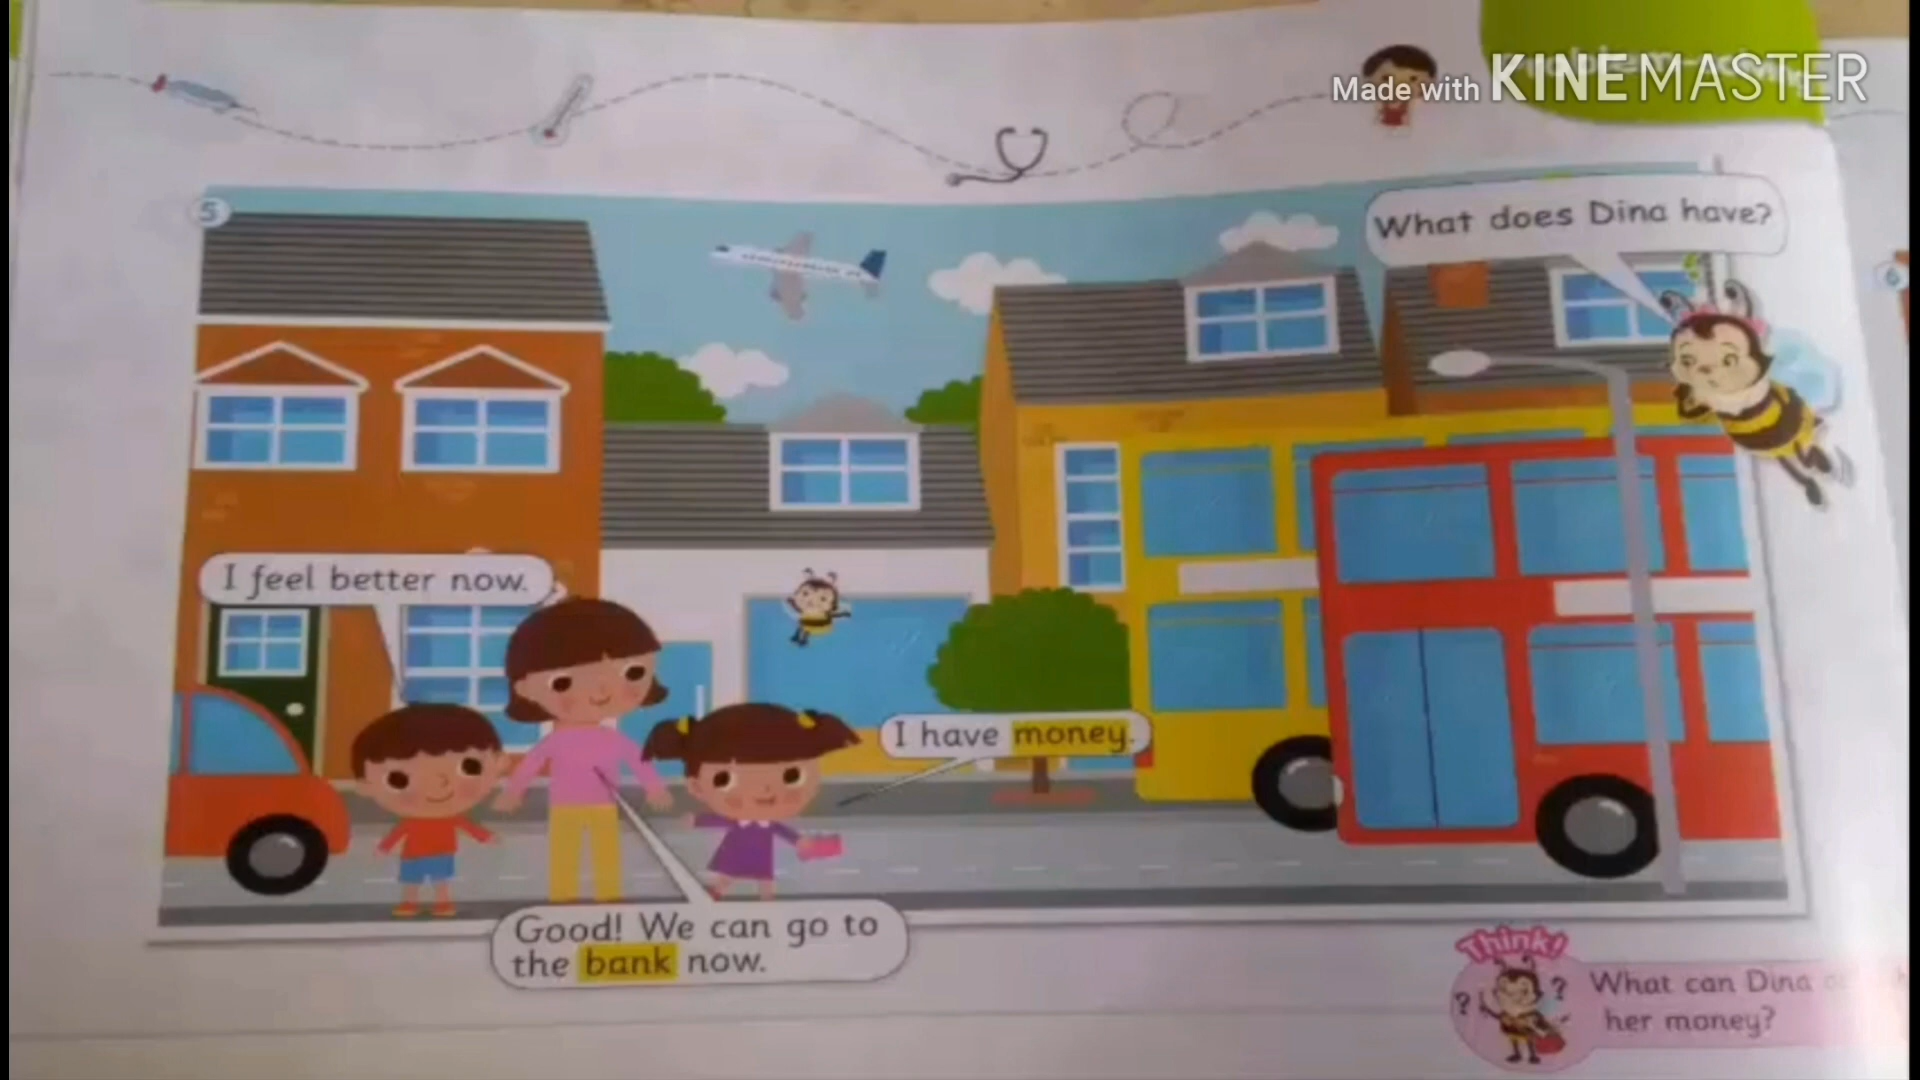 Made with KINEMASTER
5
What does Dina have?
6
I feel better now.
I have money.
Good! We can go to
the bank now.
Think!
? ?
What can Dina
her money?